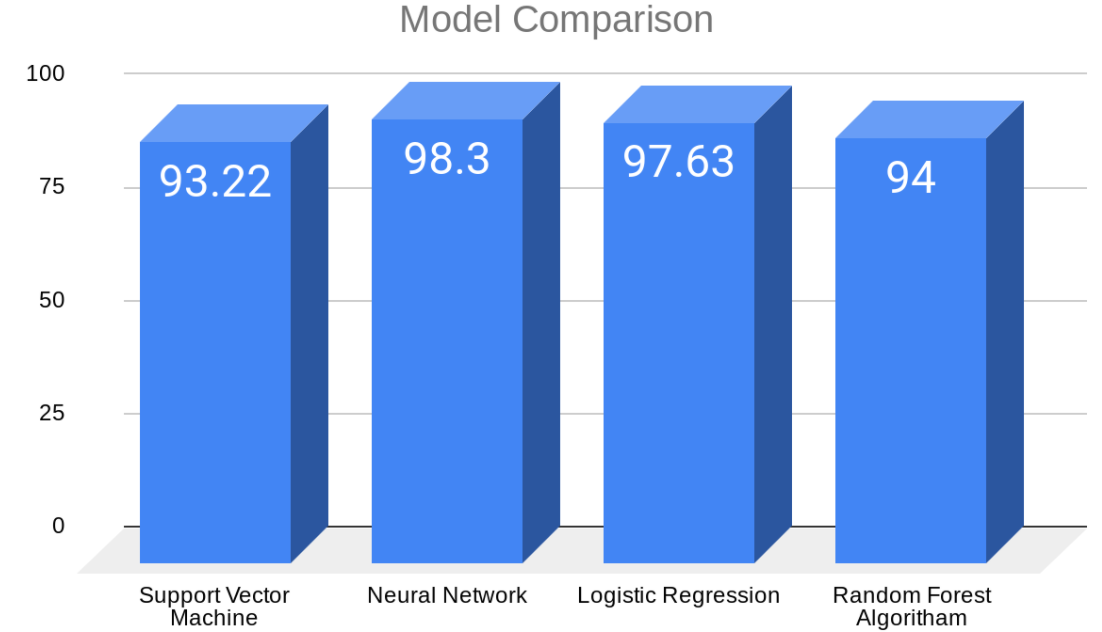 Model Comparison
100
75
50
25
0
93.22
98.3
97.63
94
Support Vector
Machine
Neural Network
Logistic Regression
Random Forest
Algoritham